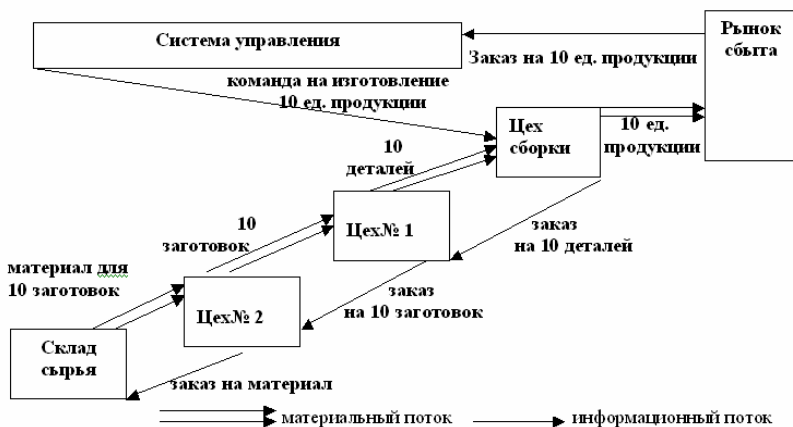 Система управления
Рынок
сбыта
Заказ на 10 ед. продукции
команда на изготовление
10 ед. продукции
Цех
сборки
10 ед.
продукции
10
деталей
Цех№ 1
заказ
на 10 деталей
10
заготовок
материал для
10 заготовок
Цех№ 2
заказ
на 10 заготовок
Склад
сырья
заказ на материал
материальный поток
информационный поток